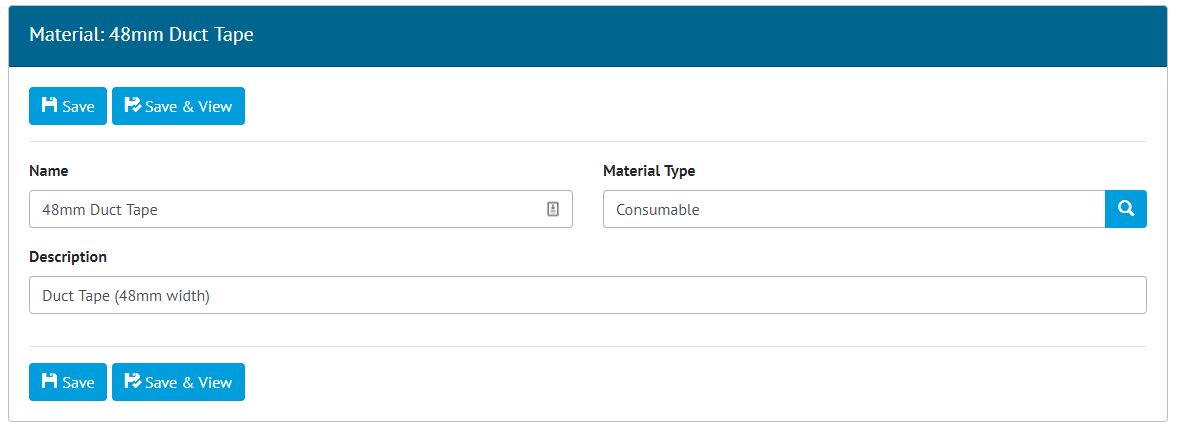 Material: 48mm Duct Tape
Save Save & View
Name Material Type
48mm Duct Tape Consumable
Description
Duct Tape (48mm width)
Save Save & View